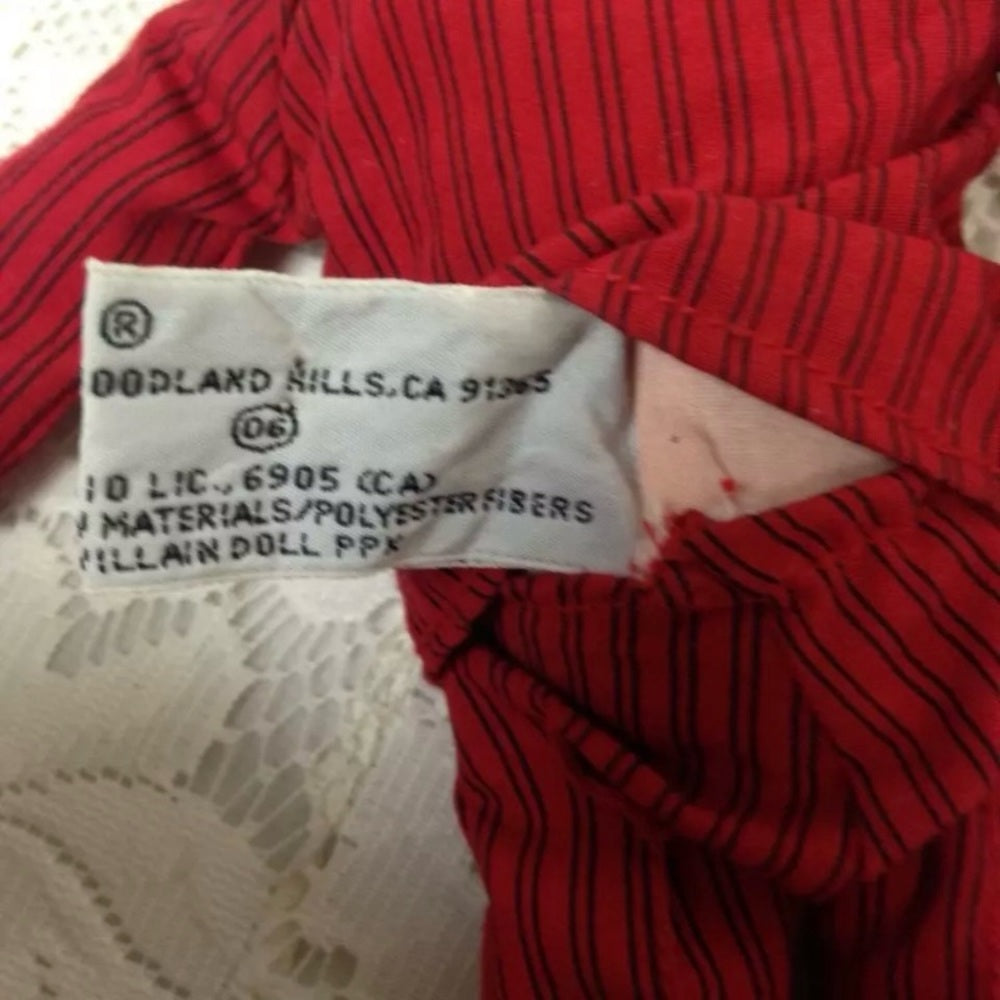 ®
OODLAND HILLS, CA 91365
06
10 LIC., 6905 (CA)
MATERIALS/POLYESTER FIBERS
ILLAIN DOLL PPK